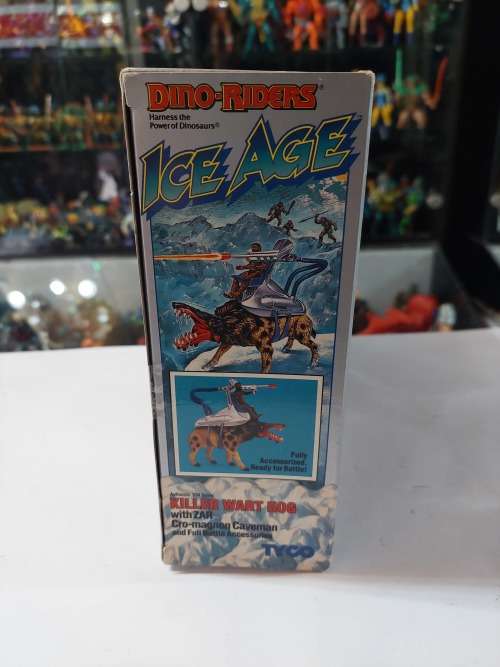 DINO-RIDERS®
Harness the
Power of Dinosaurs®
ICE AGE™
Fully
Accessorized,
Ready for Battle!
KILLER WART HOG
with ZAR
Cro-magnon Caveman
and Full Battle Accessories
TYCO